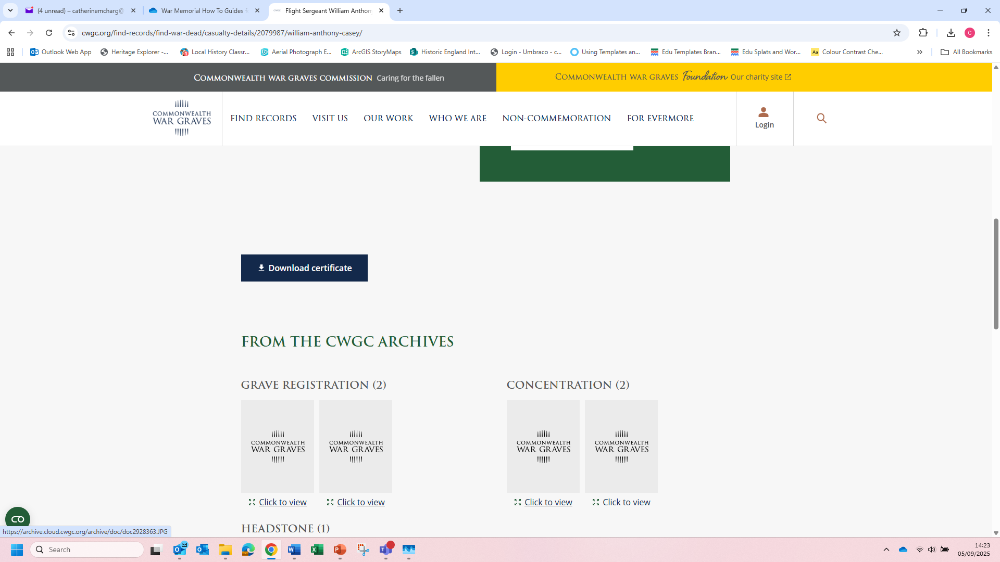 (4 unread) – catherinemcharg@
War Memorial How To Guides f
Flight Sergeant William Anthon
cwgc.org/find-records/find-war-dead/casualty-details/2079987/william-anthony-casey/
C
Outlook Web App
Heritage Explorer -...
Local History Classr...
Aerial Photograph E...
ArcGIS StoryMaps
Historic England Int...
Login - Umbraco - c...
Using Templates an...
Edu Templates Bran...
Edu Splats and Wor...
Aa Colour Contrast Che...
All Bookmarks
COMMONWEALTH WAR GRAVES COMMISSION Caring for the fallen
COMMONWEALTH WAR GRAVES Foundation Our charity site
COMMONWEALTH
WAR GRAVES
FIND RECORDS
VISIT US
OUR WORK
WHO WE ARE
NON-COMMEMORATION
FOR EVERMORE
Login
Download certificate
FROM THE CWGC ARCHIVES
GRAVE REGISTRATION (2)
CONCENTRATION (2)
COMMONWEALTH
WAR GRAVES
COMMONWEALTH
WAR GRAVES
COMMONWEALTH
WAR GRAVES
COMMONWEALTH
WAR GRAVES
Click to view
Click to view
Click to view
Click to view
HEADSTONE (1)
https://archive.cloud.cwgc.org/archive/doc/doc2928363.JPG
Search
14:23
05/09/2025